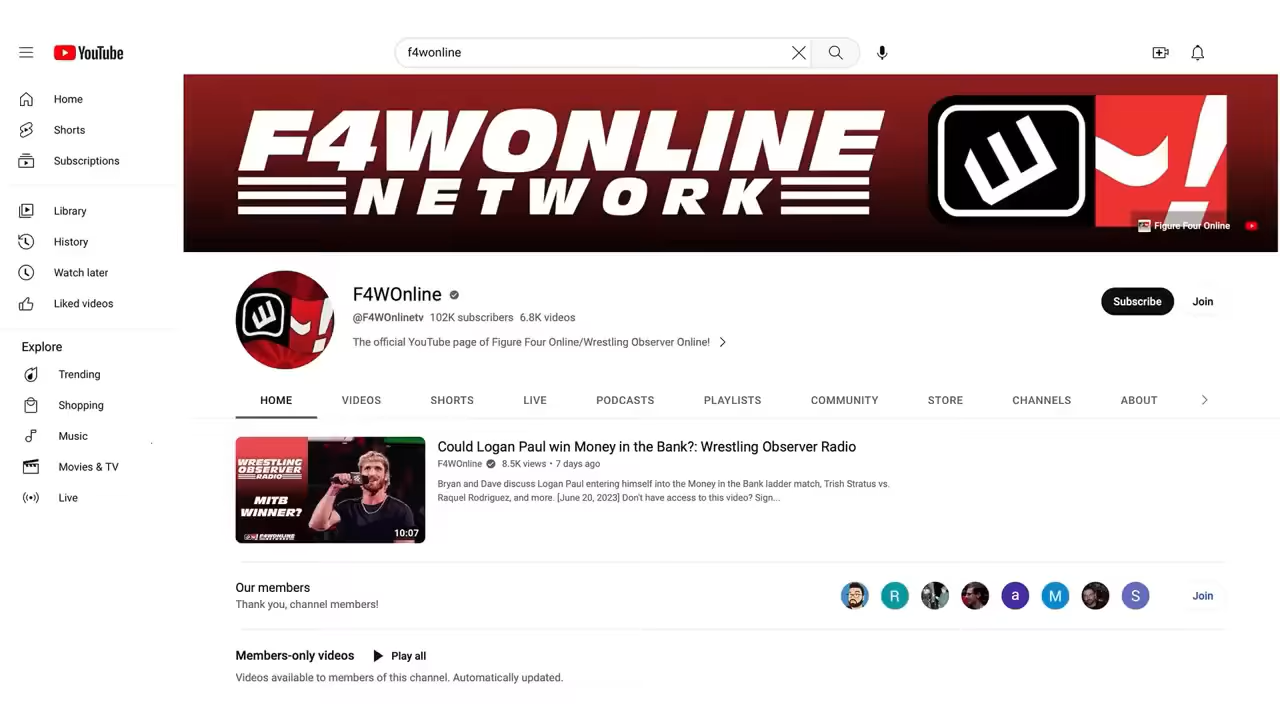 YouTube
f4wonline
Home
Shorts
Subscriptions
Library
History
Watch later
Liked videos
Explore
Trending
Shopping
Music
Movies & TV
Live
F4WONLINE
NETWORK
Figure Four Online
F4WOnline
@F4WOnlinetv 102K subscribers 6.8K videos
The official YouTube page of Figure Four Online/Wrestling Observer Online!
Subscribe
Join
HOME VIDEOS SHORTS LIVE PODCASTS PLAYLISTS COMMUNITY STORE CHANNELS ABOUT
WRESTLING
OBSERVER
RADIO
MITB
WINNER?
F4WONLINE
NETWORK
10:07
Could Logan Paul win Money in the Bank?: Wrestling Observer Radio
F4WOnline 8.5K views • 7 days ago
Bryan and Dave discuss Logan Paul entering himself into the Money in the Bank ladder match, Trish Stratus vs.
Raquel Rodriguez, and more. [June 20, 2023] Don't have access to this video? Sign...
Our members
Thank you, channel members!
R
a
M
S
Join
Members-only videos Play all
Videos available to members of this channel. Automatically updated.